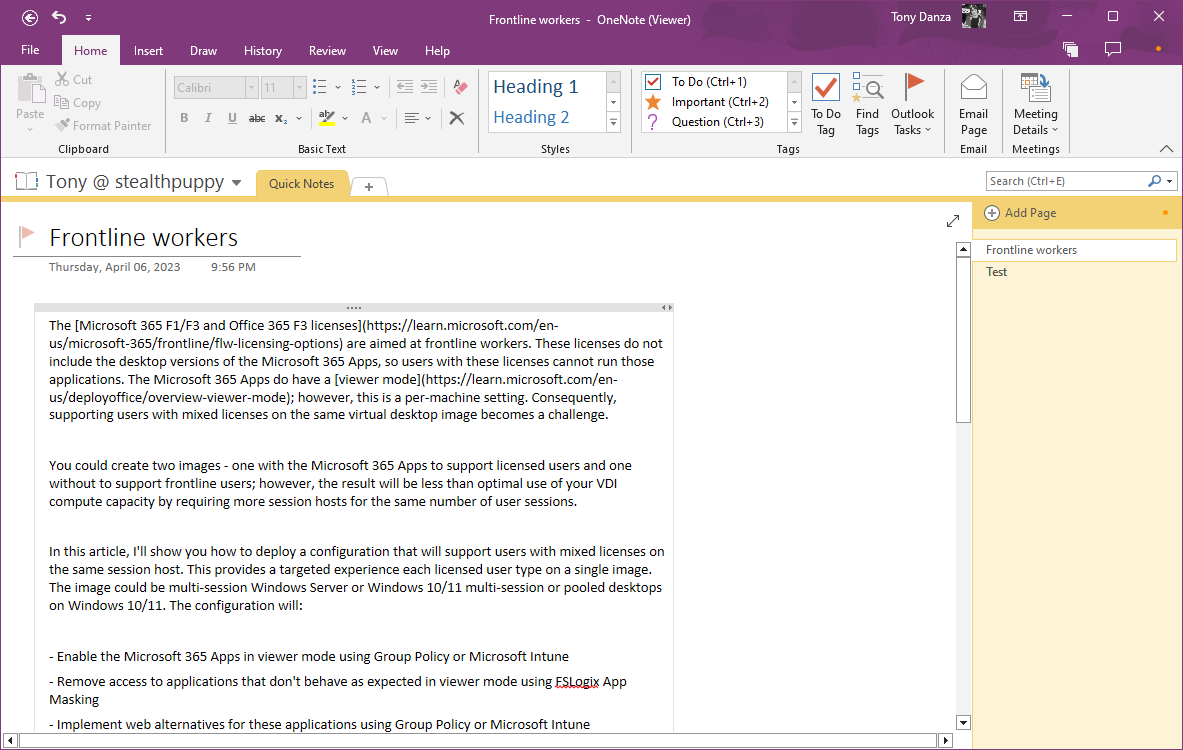 Frontline workers - OneNote (Viewer)
Tony Danza
File
Home
Insert
Draw
History
Review
View
Help
Paste
Cut
Copy
Format Painter
Clipboard
Calibri
11
B I U abc x₂ ab A
Basic Text
Heading 1
Heading 2
Styles
To Do (Ctrl+1)
Important (Ctrl+2)
? Question (Ctrl+3)
To Do
Tag
Find
Tags
Outlook
Tasks
Tags
Email
Page
Email
Meeting
Details
Meetings
Tony @ stealthpuppy
Quick Notes
+
Search (Ctrl+E)
Add Page
Frontline workers
Test
Frontline workers
Thursday, April 06, 2023 9:56 PM
The [Microsoft 365 F1/F3 and Office 365 F3 licenses](https://learn.microsoft.com/en-
us/microsoft-365/frontline/flw-licensing-options) are aimed at frontline workers. These licenses do not
include the desktop versions of the Microsoft 365 Apps, so users with these licenses cannot run those
applications. The Microsoft 365 Apps do have a [viewer mode](https://learn.microsoft.com/en-
us/deployoffice/overview-viewer-mode); however, this is a per-machine setting. Consequently,
supporting users with mixed licenses on the same virtual desktop image becomes a challenge.
You could create two images - one with the Microsoft 365 Apps to support licensed users and one
without to support frontline users; however, the result will be less than optimal use of your VDI
compute capacity by requiring more session hosts for the same number of user sessions.
In this article, I'll show you how to deploy a configuration that will support users with mixed licenses on
the same session host. This provides a targeted experience each licensed user type on a single image.
The image could be multi-session Windows Server or Windows 10/11 multi-session or pooled desktops
on Windows 10/11. The configuration will:
- Enable the Microsoft 365 Apps in viewer mode using Group Policy or Microsoft Intune
- Remove access to applications that don't behave as expected in viewer mode using FSLogix App
Masking
- Implement web alternatives for these applications using Group Policy or Microsoft Intune